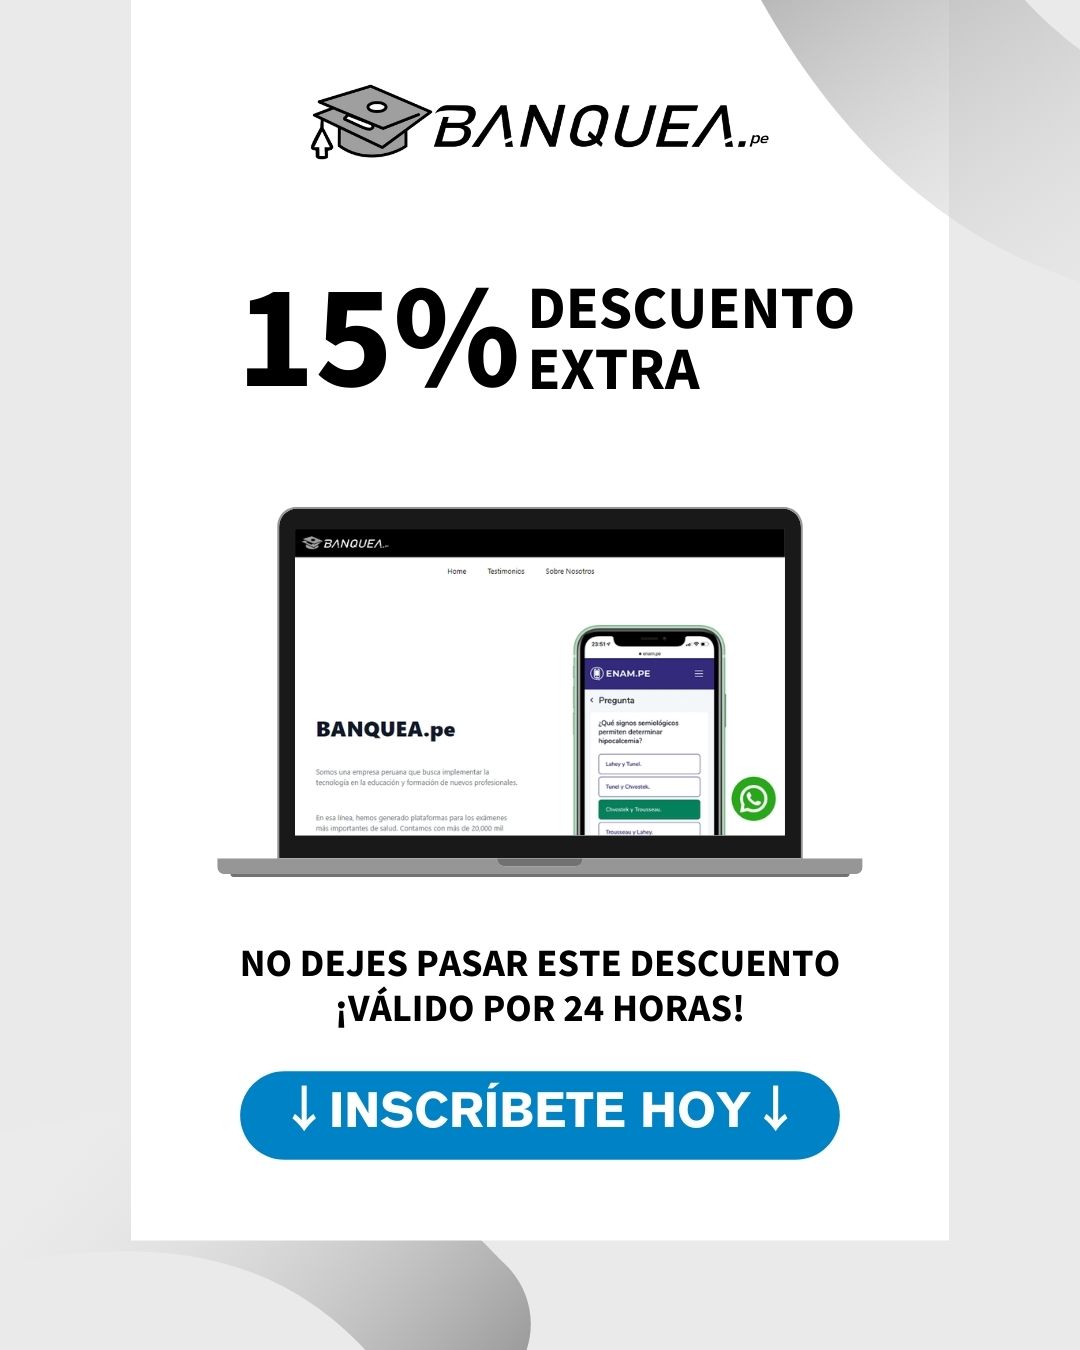 BANQUEA.pe
15% DESCUENTO
EXTRA
BANQUEA.pe
Home Testimonios Sobre Nosotros
23:51
enam.pe
ENAM.PE
Pregunta
¿Qué signos semiológicos
permiten determinar
hipocalcemia?
Lahey y Tunel.
Tunel y Chvostek.
Chvostek y Trousseau.
Trousseau y Lahey.
BANQUEA.pe
Somos una empresa peruana que busca implementar la
tecnología en la educación y formación de nuevos profesionales.
En esa línea, hemos generado plataformas para los exámenes
más importantes de salud. Contamos con más de 20,000 mil
NO DEJES PASAR ESTE DESCUENTO
¡VÁLIDO POR 24 HORAS!
↓INSCRÍBETE HOY↓